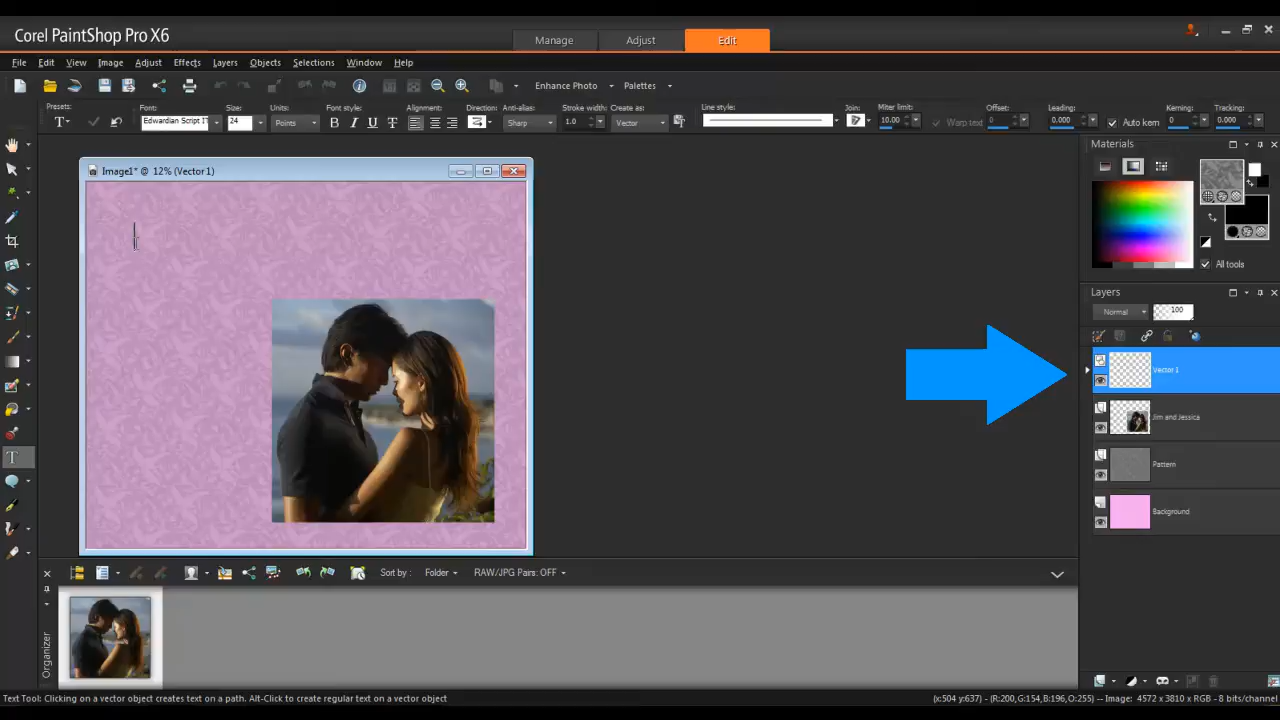 Corel PaintShop Pro X6
Manage Adjust Edit
File Edit View Image Adjust Effects Layers Objects Selections Window Help
Enhance Photo Palettes
Presets: Font: Size: Units: Font style: Alignment: Direction: Anti-alias: Stroke width: Create as: Line style: Join: Miter limit: Offset: Leading: Kerning: Tracking:
T Edwardian Script IT 24 Points B I U T Sharp 1.0 Vector 10.00 Warp text 0 0.000 Auto kern 0 0.000
Materials
Image1* @ 12% (Vector 1)
All tools
Layers
Normal 100
Vector 1
Jim and Jessica
Pattern
Background
Sort by: Folder RAW/JPG Pairs: OFF
Organizer
Text Tool: Clicking on a vector object creates text on a path. Alt-Click to create regular text on a vector object
(x:504 y:637) - (R:200,G:154,B:196,O:255) -- Image: 4572 x 3810 x RGB - 8 bits/channel